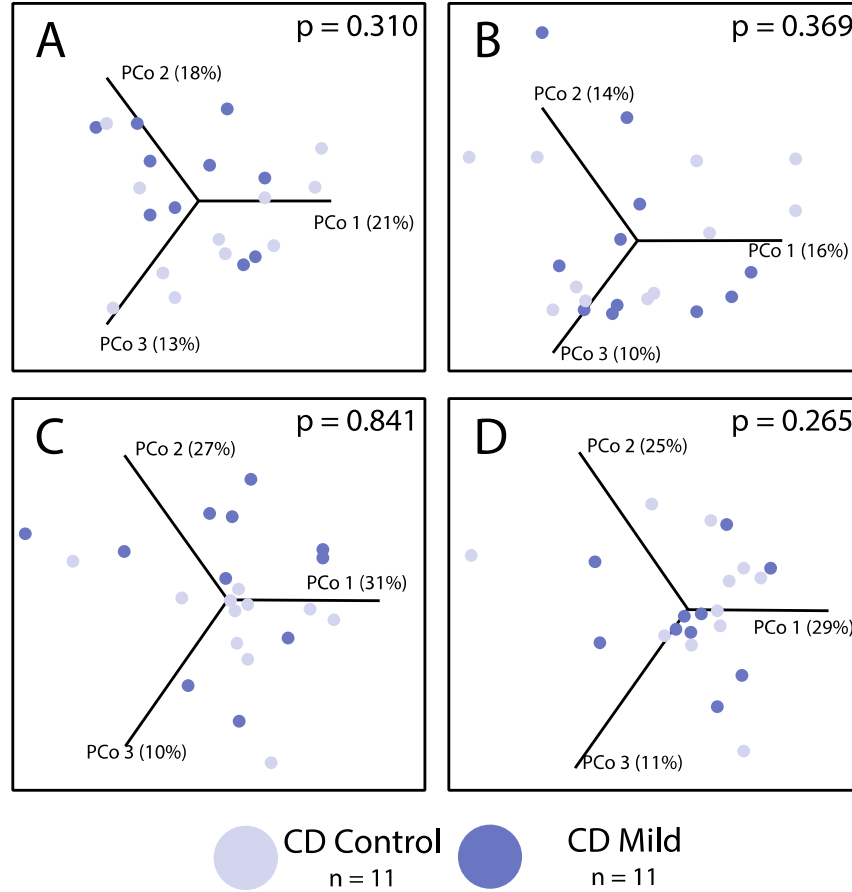 A
p = 0.310
PCo 2 (18%)
PCo 1 (21%)
PCo 3 (13%)
B
p = 0.369
PCo 2 (14%)
PCo 1 (16%)
PCo 3 (10%)
C
p = 0.841
PCo 2 (27%)
PCo 1 (31%)
PCo 3 (10%)
D
p = 0.265
PCo 2 (25%)
PCo 1 (29%)
PCo 3 (11%)
CD Control
n = 11
CD Mild
n = 11